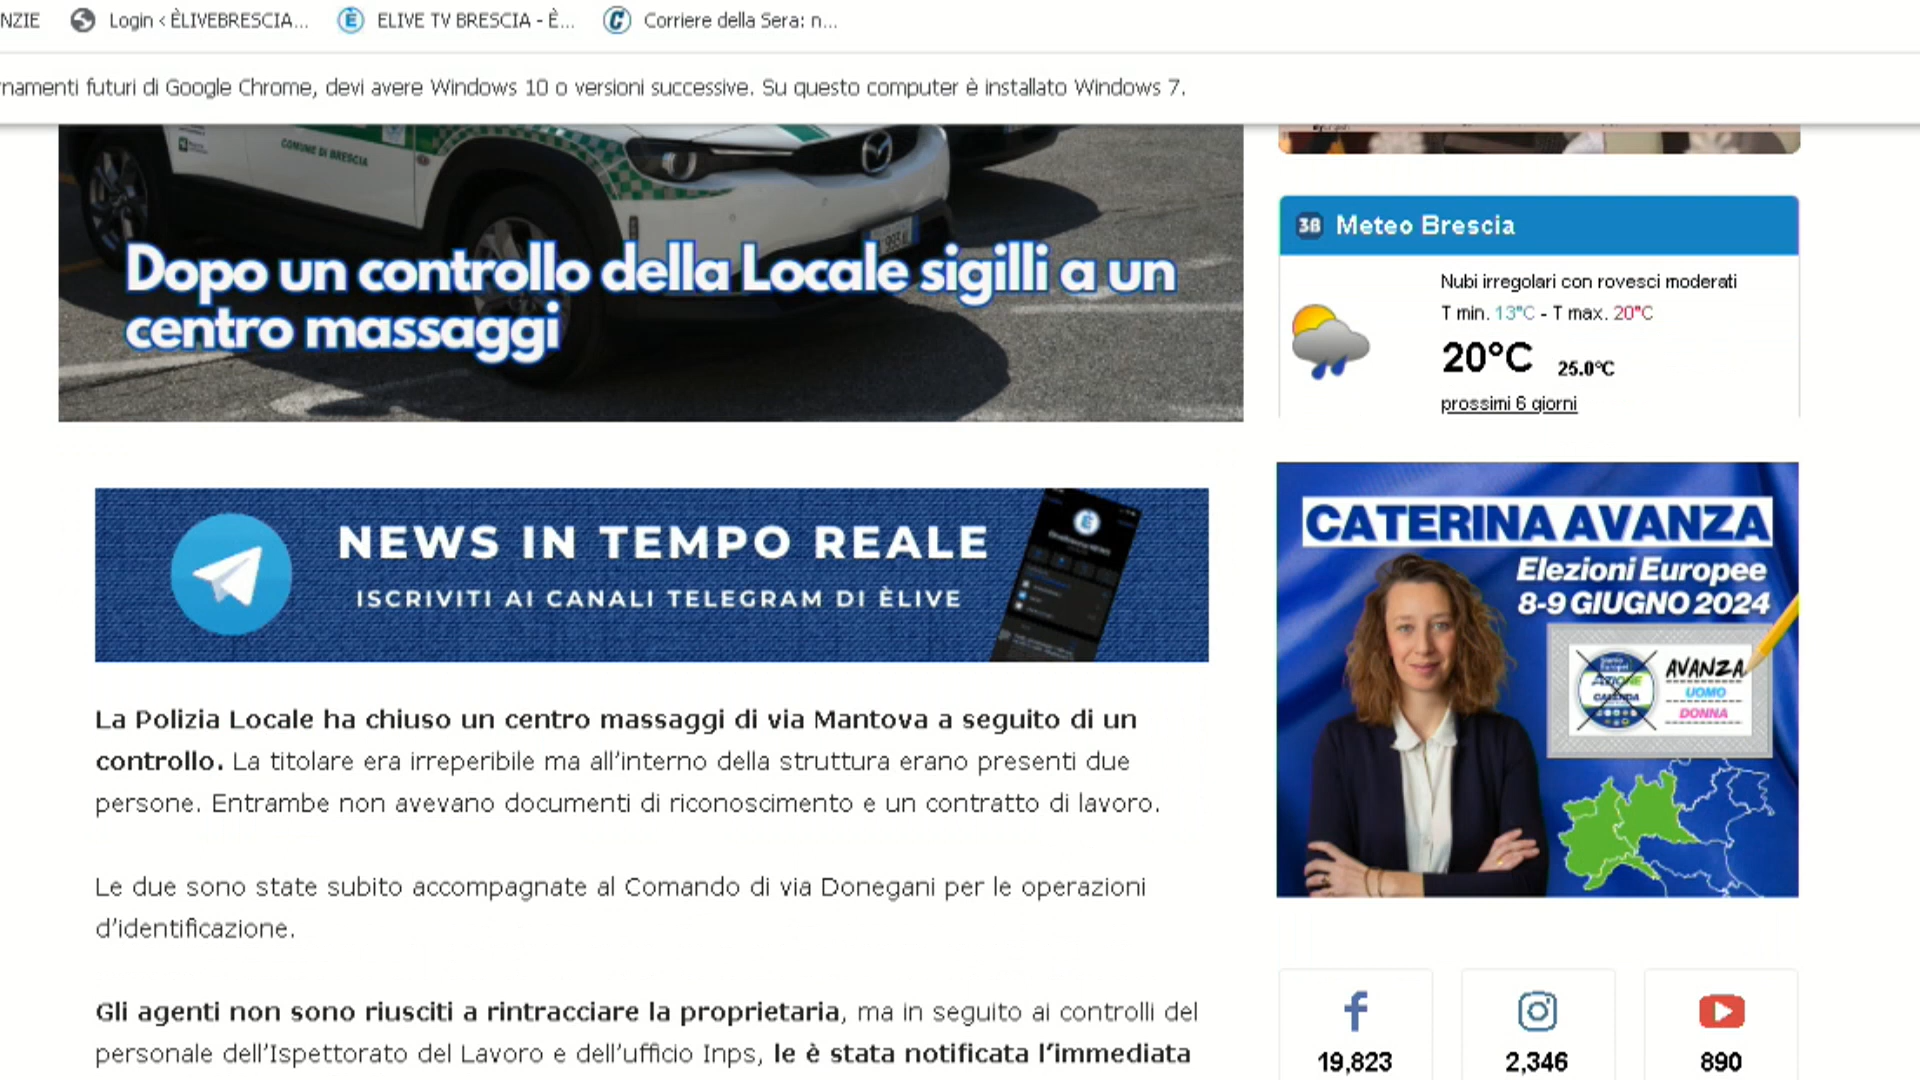 NZIE
Login < ÈLIVEBRESCIA...
ELIVE TV BRESCIA - È...
Corriere della Sera: n...
namenti futuri di Google Chrome, devi avere Windows 10 o versioni successive. Su questo computer è installato Windows 7.
COMUNE DI BRESCIA
Dopo un controllo della Locale sigilli a un
centro massaggi
3B Meteo Brescia
Nubi irregolari con rovesci moderati
T min. 13°C - T max. 20°C
20°C 25.0°C
prossimi 6 giorni
NEWS IN TEMPO REALE
ISCRIVITI AI CANALI TELEGRAM DI ÈLIVE
CATERINA AVANZA
Elezioni Europee
8-9 GIUGNO 2024
AZIONE
CALENDA
AVANZA
UOMO
DONNA
La Polizia Locale ha chiuso un centro massaggi di via Mantova a seguito di un
controllo. La titolare era irreperibile ma all'interno della struttura erano presenti due
persone. Entrambe non avevano documenti di riconoscimento e un contratto di lavoro.
Le due sono state subito accompagnate al Comando di via Donegani per le operazioni
d'identificazione.
Gli agenti non sono riusciti a rintracciare la proprietaria, ma in seguito ai controlli del
personale dell'Ispettorato del Lavoro e dell'ufficio Inps, le è stata notificata l'immediata
19,823
2,346
890